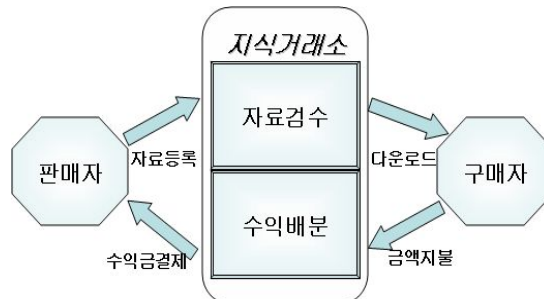 지식거래소
자료검수
자료등록
다운로드
판매자
구매자
수익배분
수익금결제
금액지불